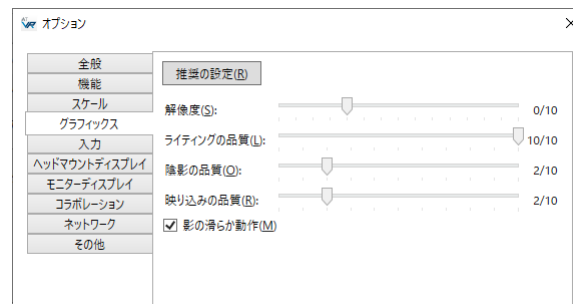 VR オプション
全般
機能
スケール
グラフィックス
入力
ヘッドマウントディスプレイ
モニターディスプレイ
コラボレーション
ネットワーク
その他
推奨の設定(R)
解像度(S): 0/10
ライティングの品質(L): 10/10
陰影の品質(O): 2/10
映り込みの品質(R): 2/10
影の滑らか動作(M)